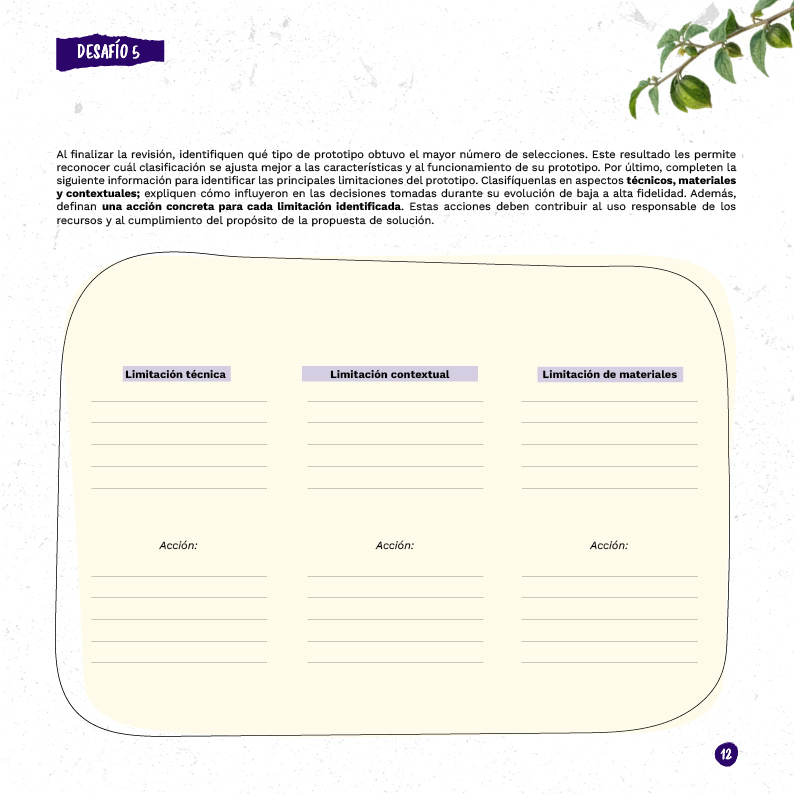 DESAFÍO 5
Al finalizar la revisión, identifiquen qué tipo de prototipo obtuvo el mayor número de selecciones. Este resultado les permite
reconocer cuál clasificación se ajusta mejor a las características y al funcionamiento de su prototipo. Por último, completen la
siguiente información para identificar las principales limitaciones del prototipo. Clasifíquenlas en aspectos técnicos, materiales
y contextuales; expliquen cómo influyeron en las decisiones tomadas durante su evolución de baja a alta fidelidad. Además,
definan una acción concreta para cada limitación identificada. Estas acciones deben contribuir al uso responsable de los
recursos y al cumplimiento del propósito de la propuesta de solución.
Limitación técnica
Limitación contextual
Limitación de materiales
Acción:
Acción:
Acción:
12